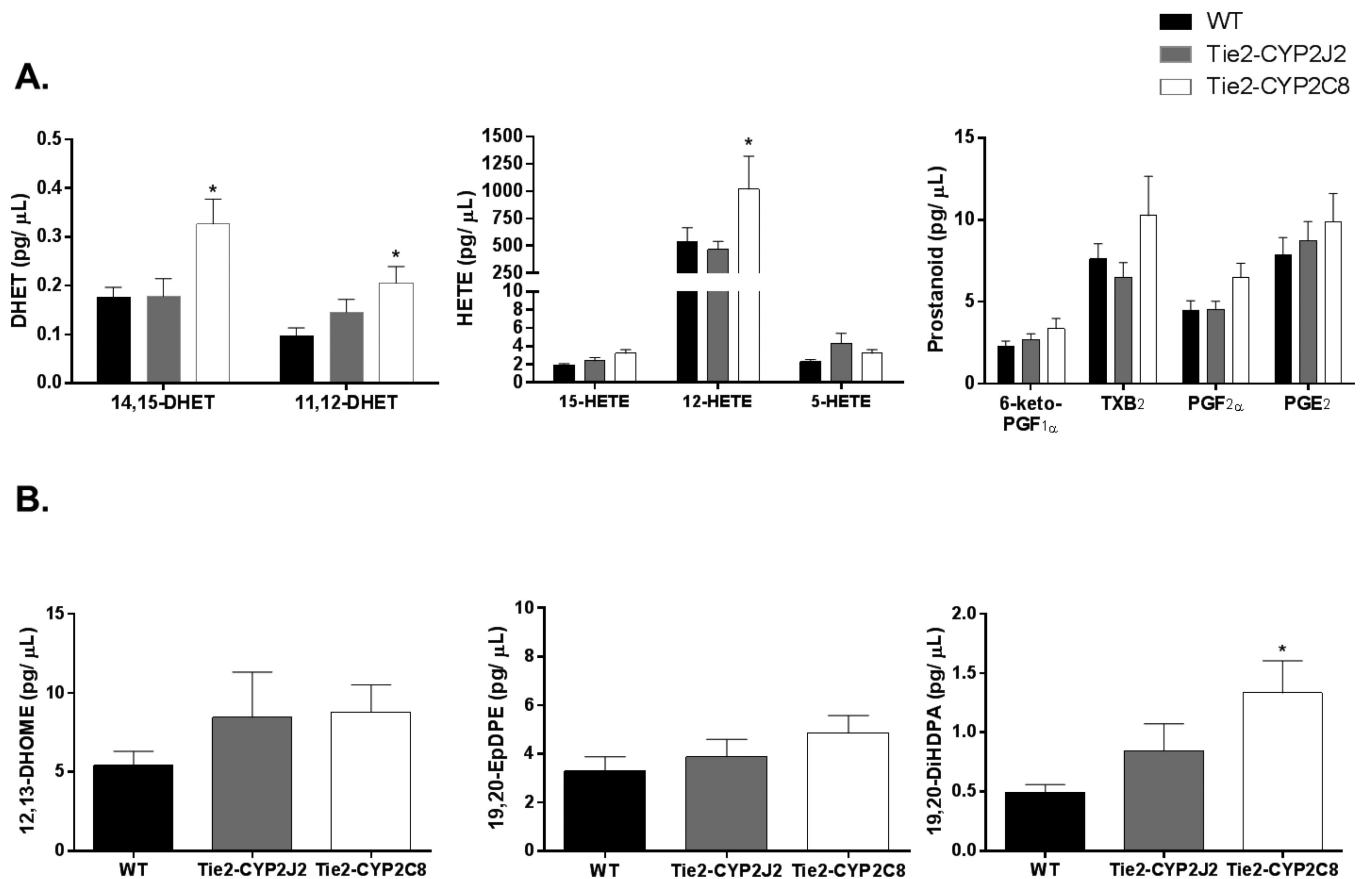 WT
Tie2-CYP2J2
Tie2-CYP2C8
A.
DHET (pg/ μL)
0.5
0.4
0.3
0.2
0.1
0.0
*
*
14,15-DHET 11,12-DHET
HETE (pg/ μL)
1500
1250
1000
750
500
250
10
8
6
4
2
0
*
15-HETE 12-HETE 5-HETE
Prostanoid (pg/ μL)
15
10
5
0
6-keto- TXB2 PGF2α PGE2
PGF1α
B.
12,13-DHOME (pg/ μL)
15
10
5
0
WT Tie2-CYP2J2 Tie2-CYP2C8
19,20-EpDPE (pg/ μL)
10
8
6
4
2
0
WT Tie2-CYP2J2 Tie2-CYP2C8
19,20-DiHDPA (pg/ μL)
2.0
1.5
1.0
0.5
0.0
*
WT Tie2-CYP2J2 Tie2-CYP2C8